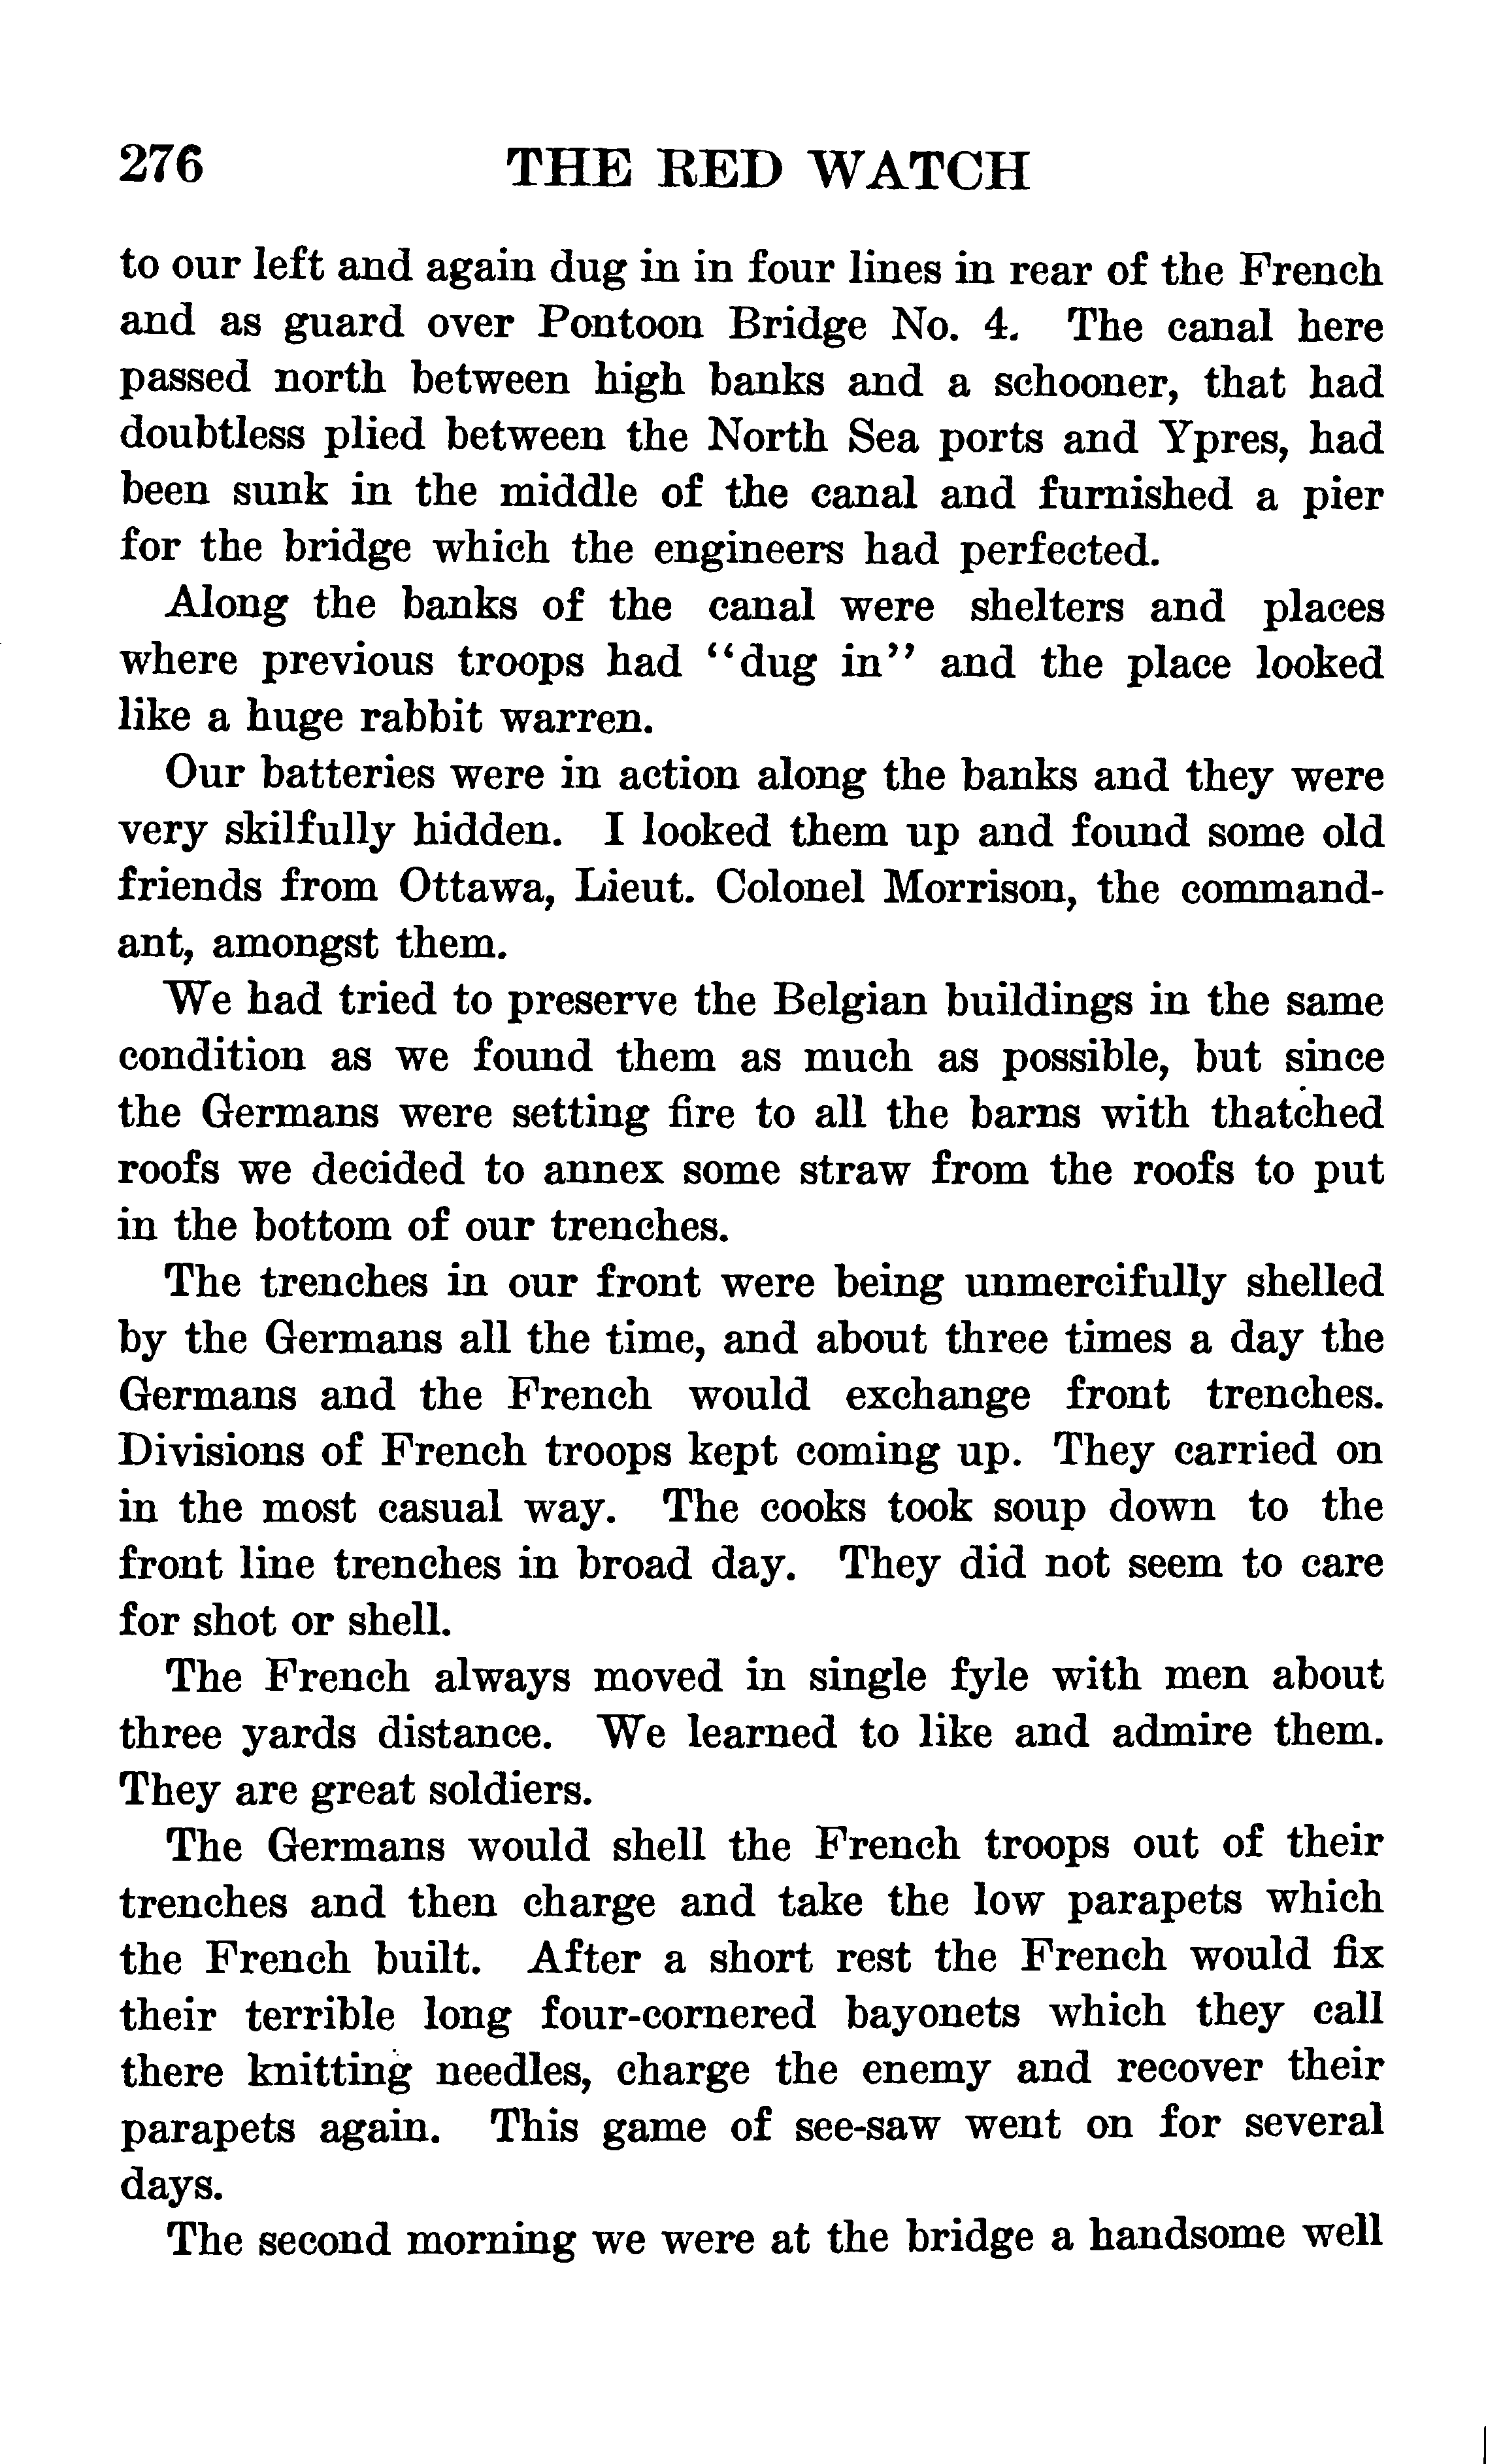 276 THE RED WATCH
to our left and again dug in in four lines in rear of the French
and as guard over Pontoon Bridge No. 4. The canal here
passed north between high banks and a schooner, that had
doubtless plied between the North Sea ports and Ypres, had
been sunk in the middle of the canal and furnished a pier
for the bridge which the engineers had perfected.
Along the banks of the canal were shelters and places
where previous troops had “dug in” and the place looked
like a huge rabbit warren.
Our batteries were in action along the banks and they were
very skilfully hidden. I looked them up and found some old
friends from Ottawa, Lieut. Colonel Morrison, the command-
ant, amongst them.
We had tried to preserve the Belgian buildings in the same
condition as we found them as much as possible, but since
the Germans were setting fire to all the barns with thatched
roofs we decided to annex some straw from the roofs to put
in the bottom of our trenches.
The trenches in our front were being unmercifully shelled
by the Germans all the time, and about three times a day the
Germans and the French would exchange front trenches.
Divisions of French troops kept coming up. They carried on
in the most casual way. The cooks took soup down to the
front line trenches in broad day. They did not seem to care
for shot or shell.
The French always moved in single fyle with men about
three yards distance. We learned to like and admire them.
They are great soldiers.
The Germans would shell the French troops out of their
trenches and then charge and take the low parapets which
the French built. After a short rest the French would fix
their terrible long four-cornered bayonets which they call
there knitting needles, charge the enemy and recover their
parapets again. This game of see-saw went on for several
days.
The second morning we were at the bridge a handsome well